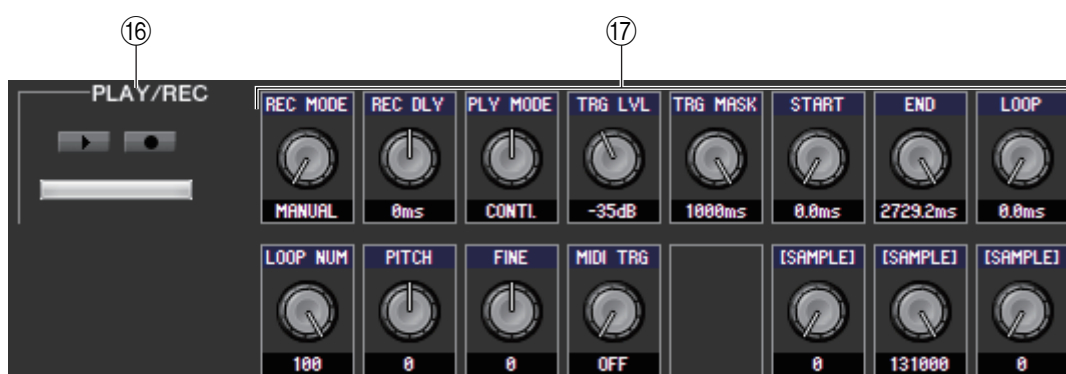 ⑯ ⑰
PLAY/REC
REC MODE REC DLY PLY MODE TRG LVL TRG MASK START END LOOP
MANUAL 0ms CONTI. -35dB 1000ms 0.0ms 2729.2ms 0.0ms
LOOP NUM PITCH FINE MIDI TRG [SAMPLE] [SAMPLE] [SAMPLE]
100 0 0 OFF 0 131000 0